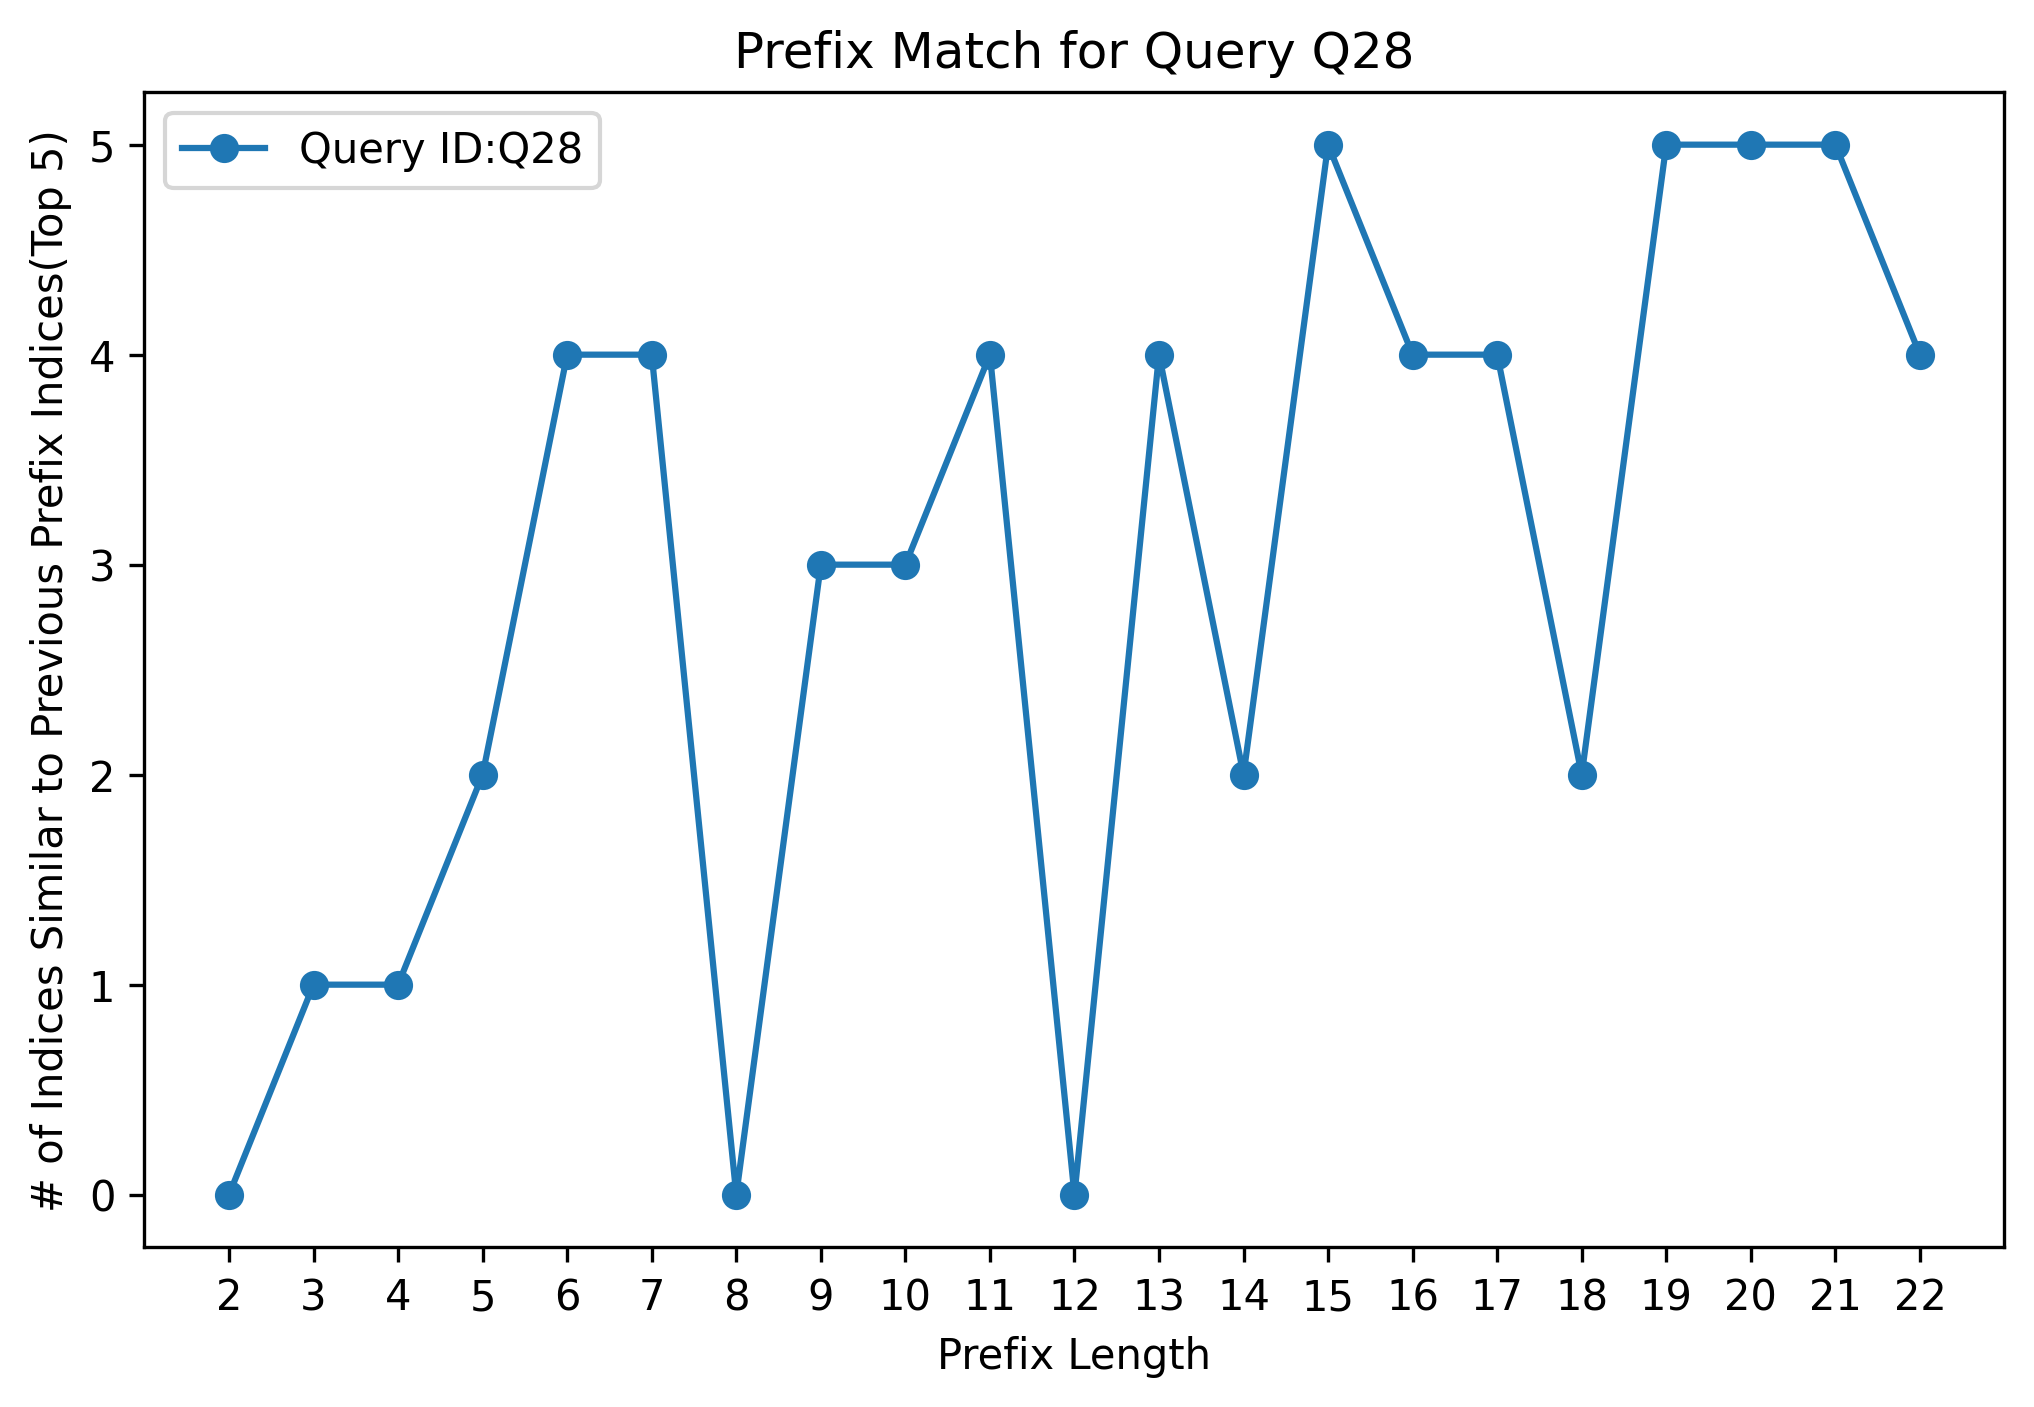 Prefix Match for Query Q28
Query ID:Q28
# of Indices Similar to Previous Prefix Indices(Top 5)
5
4
3
2
1
0
2 3 4 5 6 7 8 9 10 11 12 13 14 15 16 17 18 19 20 21 22
Prefix Length